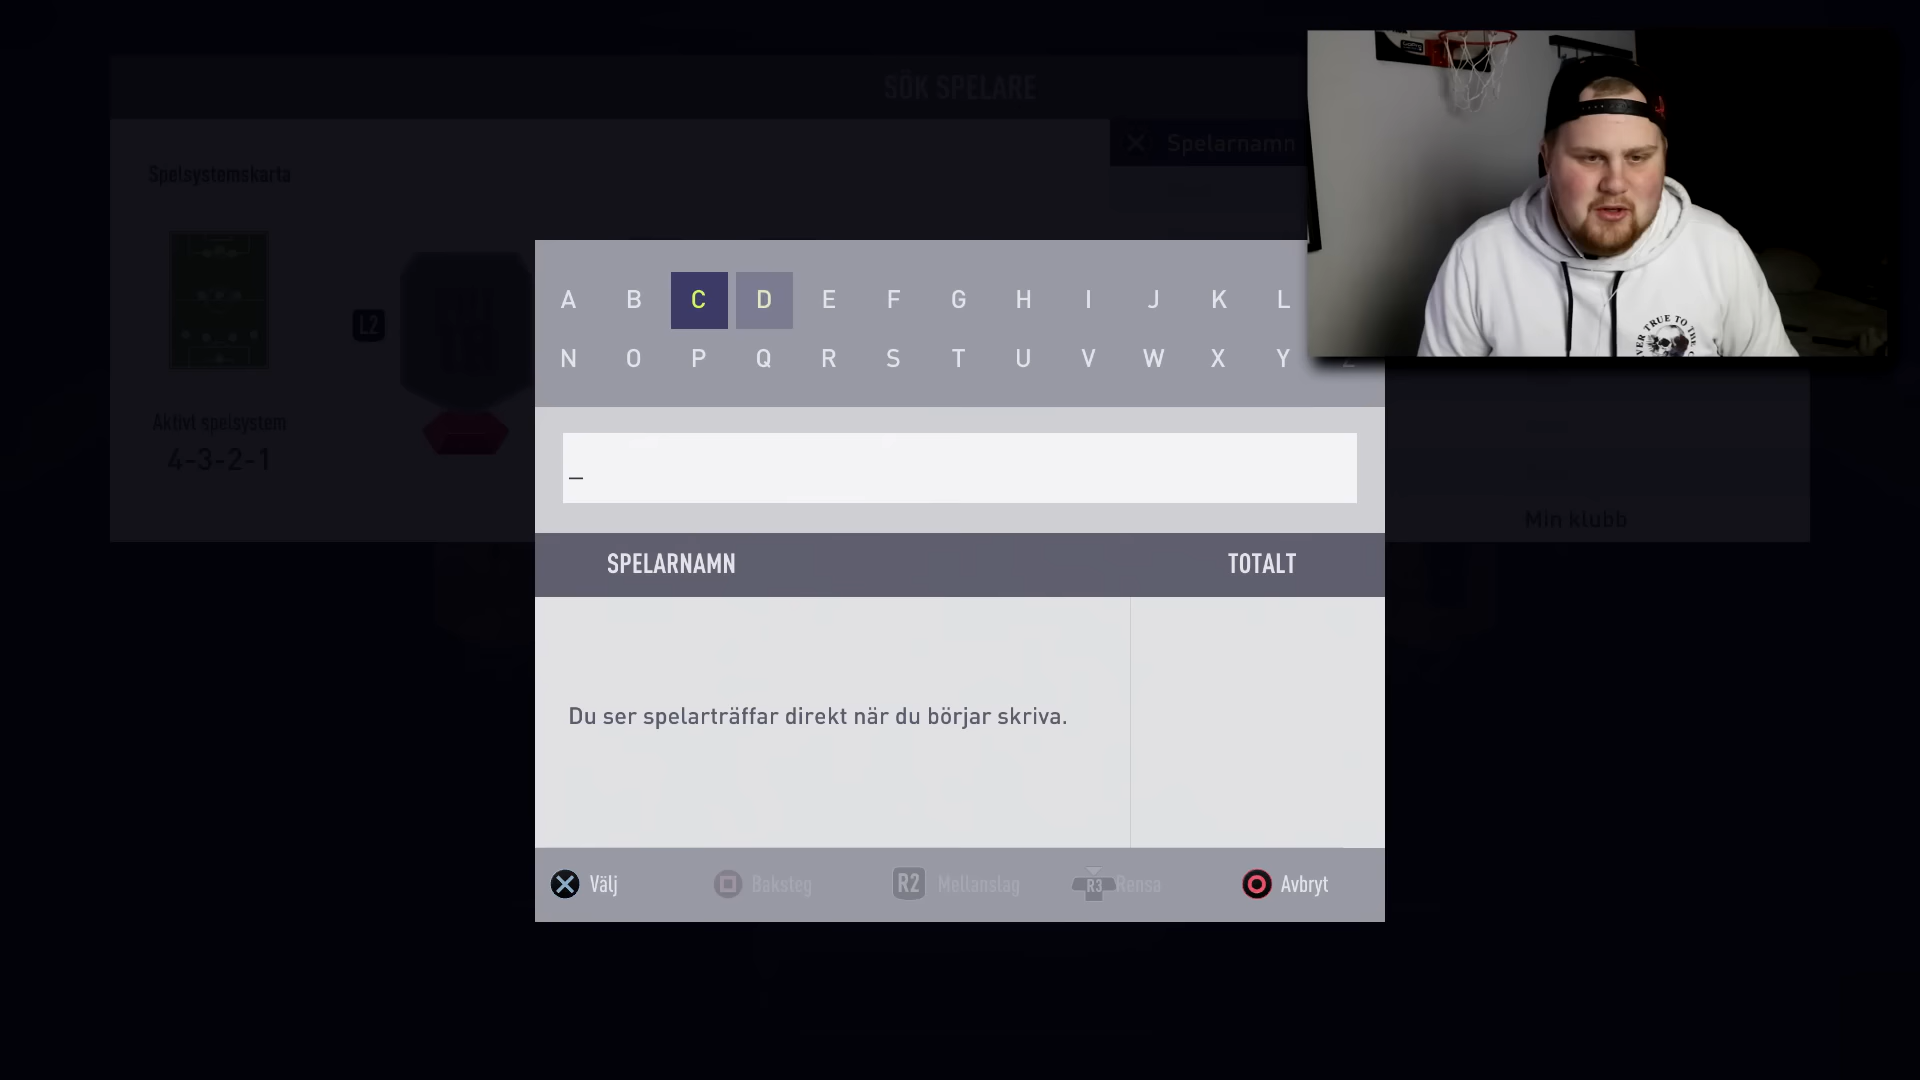 SÖK SPELARE
Spelsystemskarta
Spelarnamn
L2
Aktivt spelsystem
4-3-2-1
Min klubb
A B C D E F G H I J K L
N O P Q R S T U V W X Y Z
_
SPELARNAMN TOTALT
Du ser spelarträffar direkt när du börjar skriva.
Välj Baksteg R2 Mellanslag R3 Rensa Avbryt